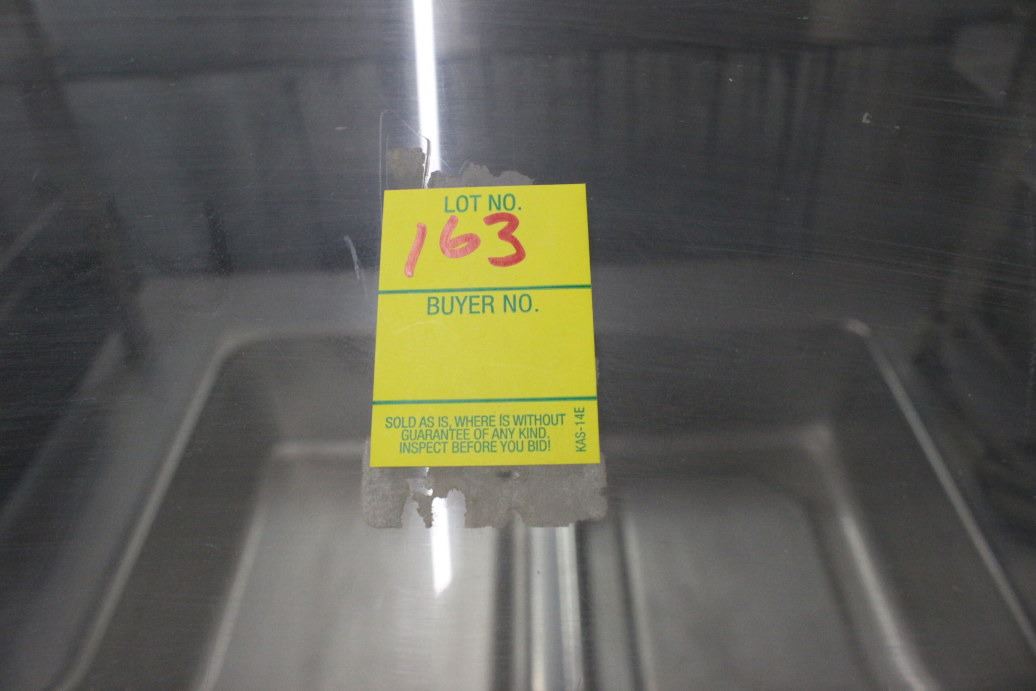 LOT NO.
163
BUYER NO.
SOLD AS IS, WHERE IS WITHOUT
GUARANTEE OF ANY KIND.
INSPECT BEFORE YOU BID!
KAS-14E